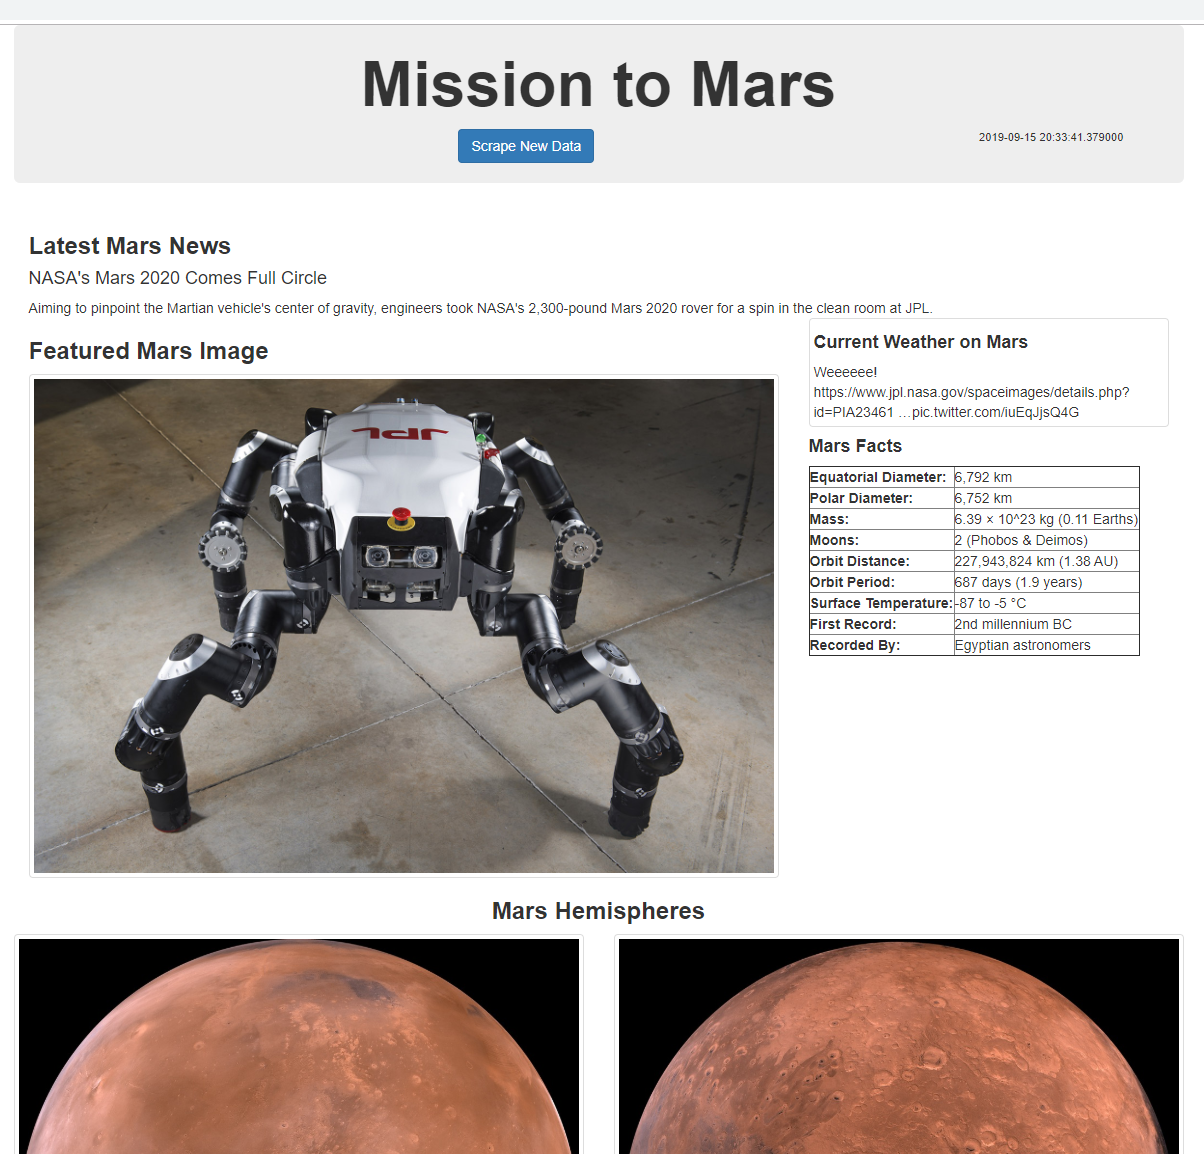 Mission to Mars
Scrape New Data
2019-09-15 20:33:41.379000
Latest Mars News
NASA's Mars 2020 Comes Full Circle
Aiming to pinpoint the Martian vehicle's center of gravity, engineers took NASA's 2,300-pound Mars 2020 rover for a spin in the clean room at JPL.
Featured Mars Image
JPL
Current Weather on Mars
Weeeeee!
https://www.jpl.nasa.gov/spaceimages/details.php?
id=PIA23461 …pic.twitter.com/iuEqJjsQ4G
Mars Facts
Equatorial Diameter: 6,792 km
Polar Diameter: 6,752 km
Mass: 6.39 × 10^23 kg (0.11 Earths)
Moons: 2 (Phobos & Deimos)
Orbit Distance: 227,943,824 km (1.38 AU)
Orbit Period: 687 days (1.9 years)
Surface Temperature: -87 to -5 °C
First Record: 2nd millennium BC
Recorded By: Egyptian astronomers
Mars Hemispheres